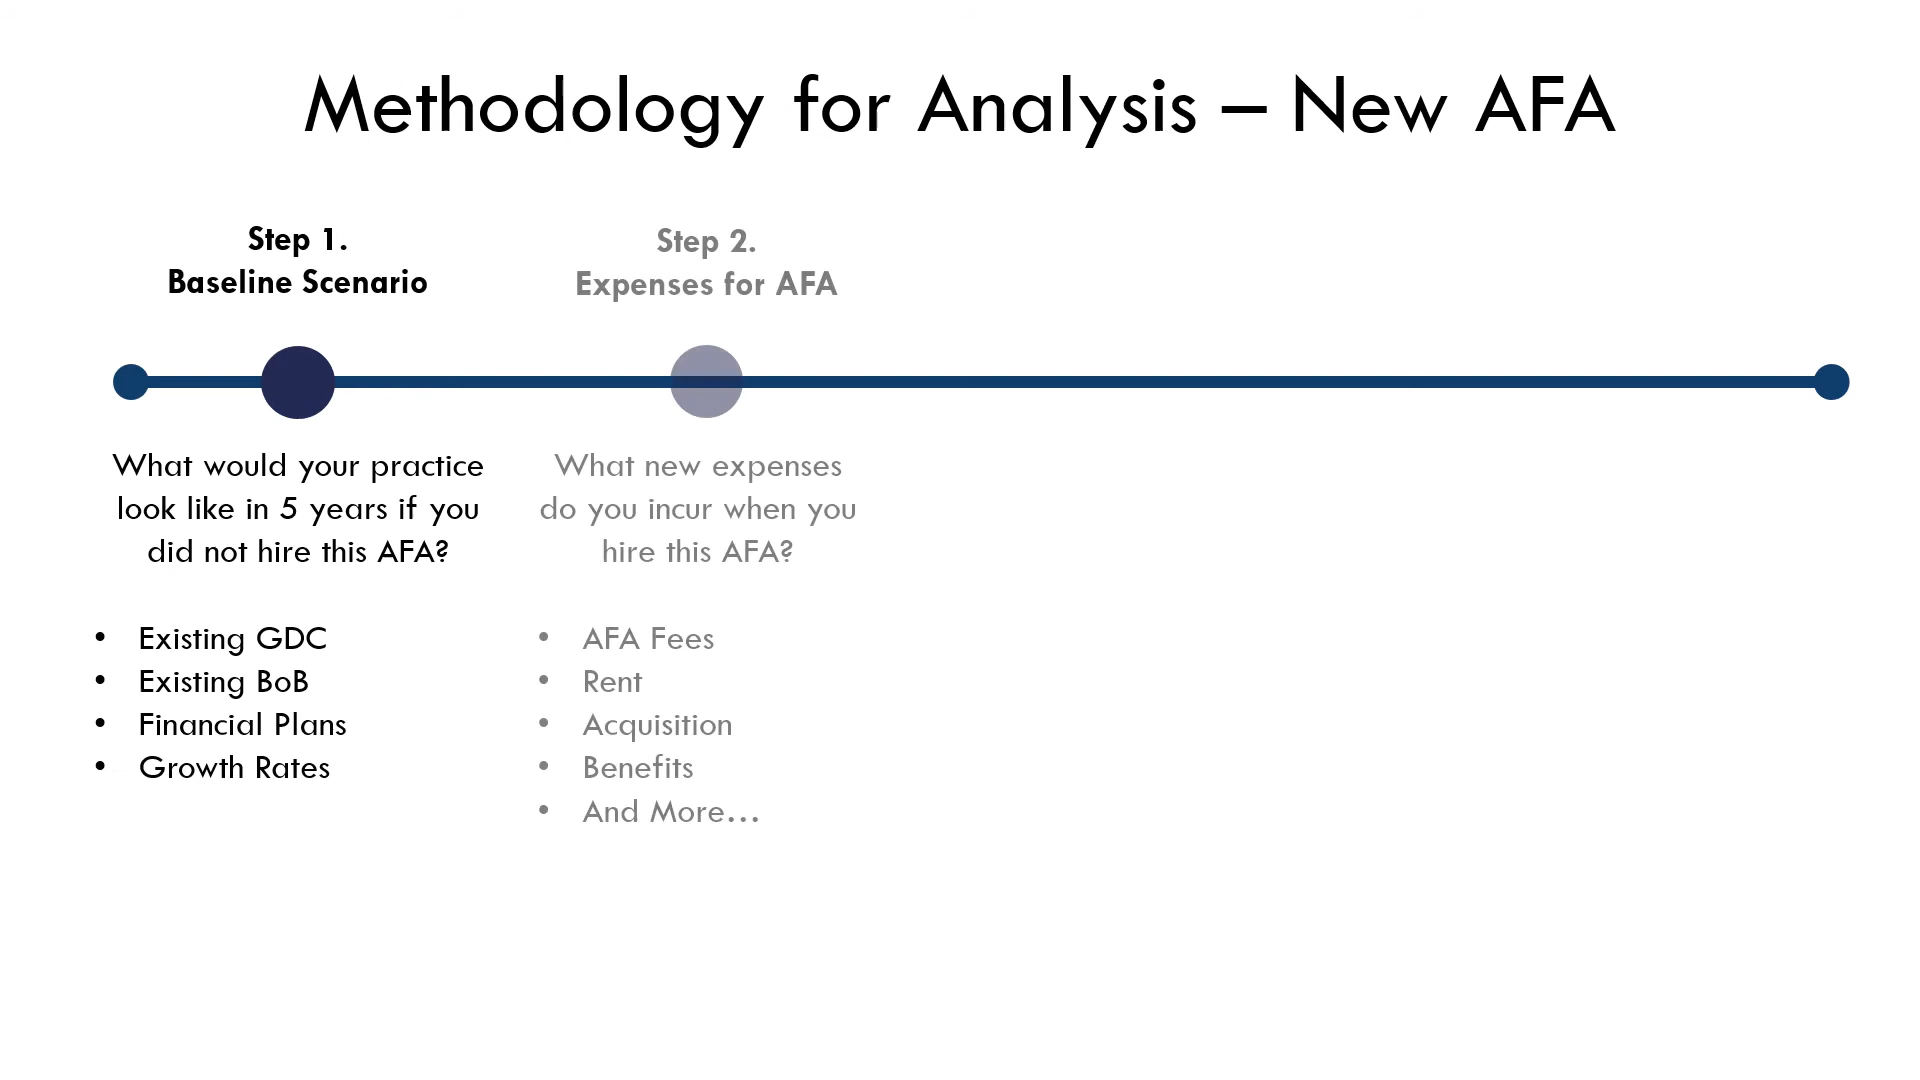 Methodology for Analysis – New AFA
Step 1.
Baseline Scenario
What would your practice
look like in 5 years if you
did not hire this AFA?
• Existing GDC
• Existing BoB
• Financial Plans
• Growth Rates
Step 2.
Expenses for AFA
What new expenses
do you incur when you
hire this AFA?
• AFA Fees
• Rent
• Acquisition
• Benefits
• And More...